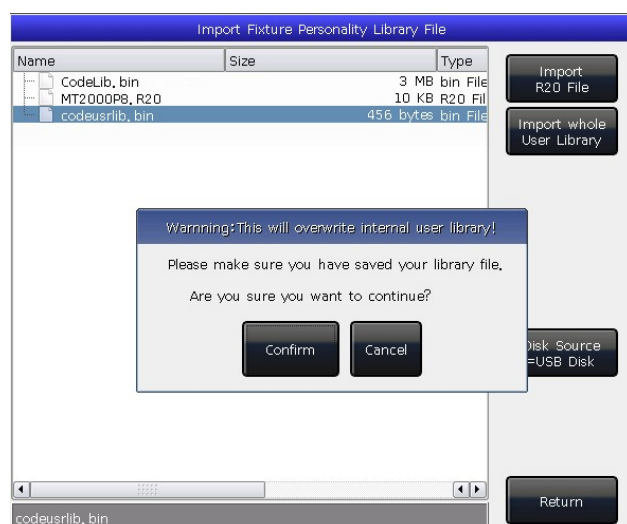 Import Fixture Personality Library File
Name Size Type
CodeLib.bin 3 MB bin File
MT2000P8.R20 10 KB R20 Fil
codeusrlib.bin 456 bytes bin File
Import
R20 File
Import whole
User Library
Warnning:This will overwrite internal user library!
Please make sure you have saved your library file.
Are you sure you want to continue?
Confirm Cancel
Disk Source
=USB Disk
Return
codeusrlib.bin